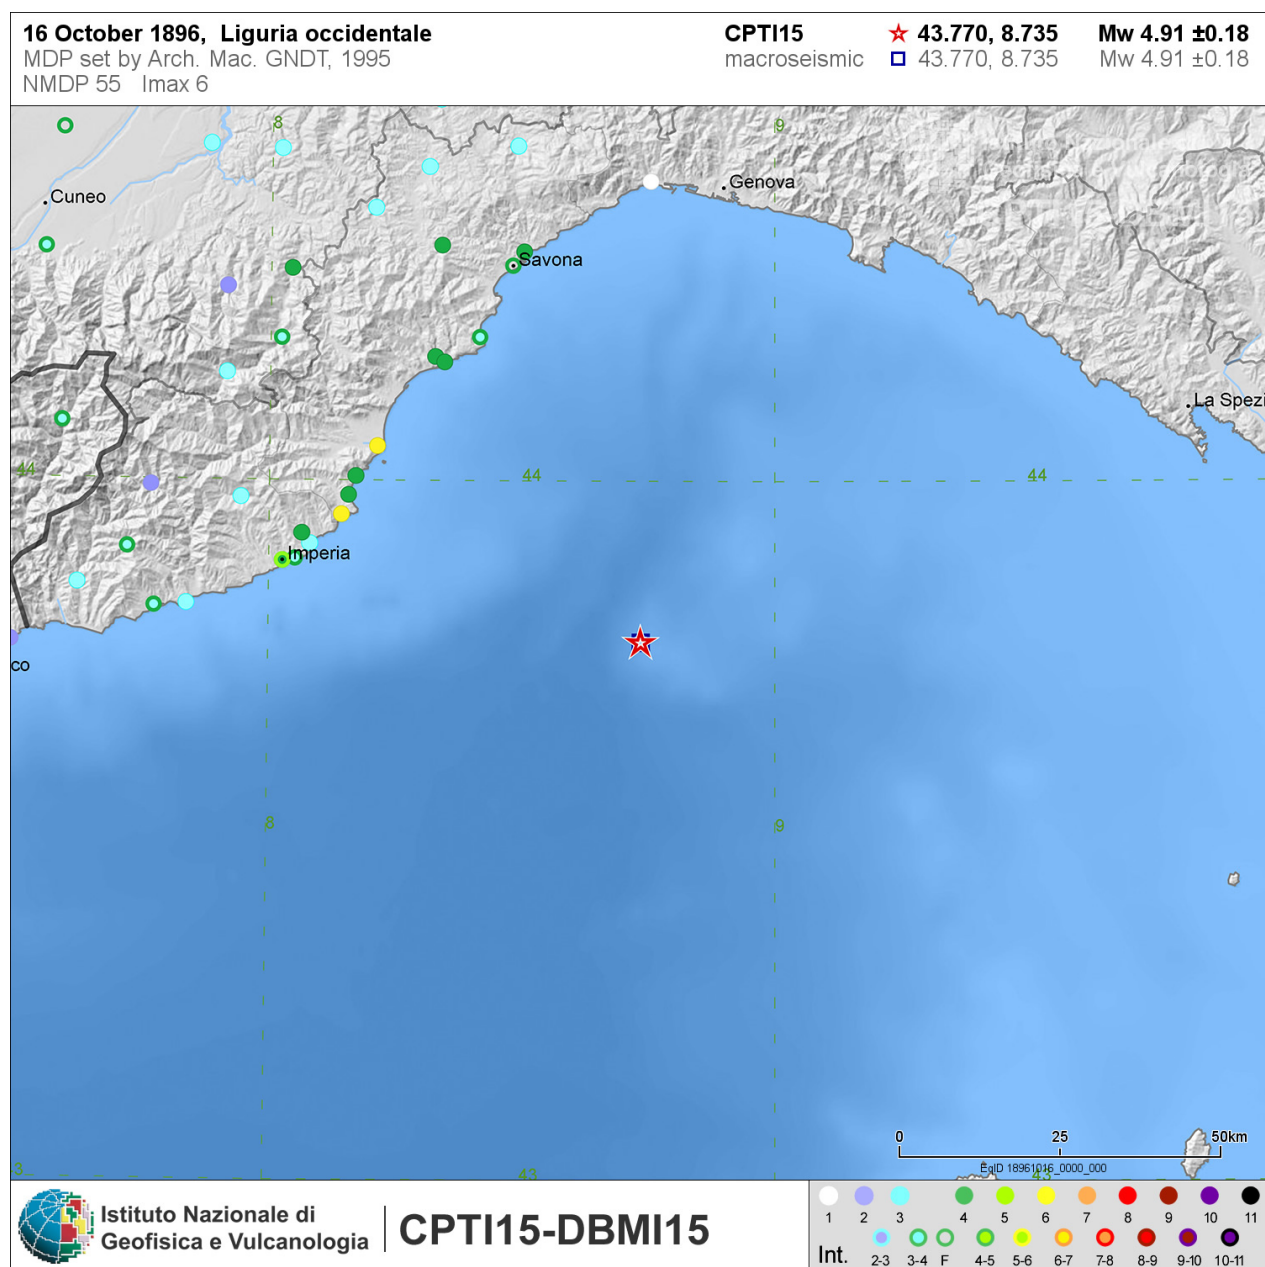 16 October 1896, Liguria occidentale
CPTI15
43.770, 8.735
Mw 4.91 ±0.18
MDP set by Arch. Mac. GNDT, 1995
macroseismic
43.770, 8.735
Mw 4.91 ±0.18
NMDP 55 Imax 6
8
9
Cuneo
Genova
Savona
La Spezi
44
44
44
Imperia
co
8
9
0 25 50km
EqID 18961016_0000_000
3
43
43
Istituto Nazionale di
Geofisica e Vulcanologia
CPTI15-DBMI15
1 2 3 4 5 6 7 8 9 10 11
Int.
2-3 3-4 F 4-5 5-6 6-7 7-8 8-9 9-10 10-11